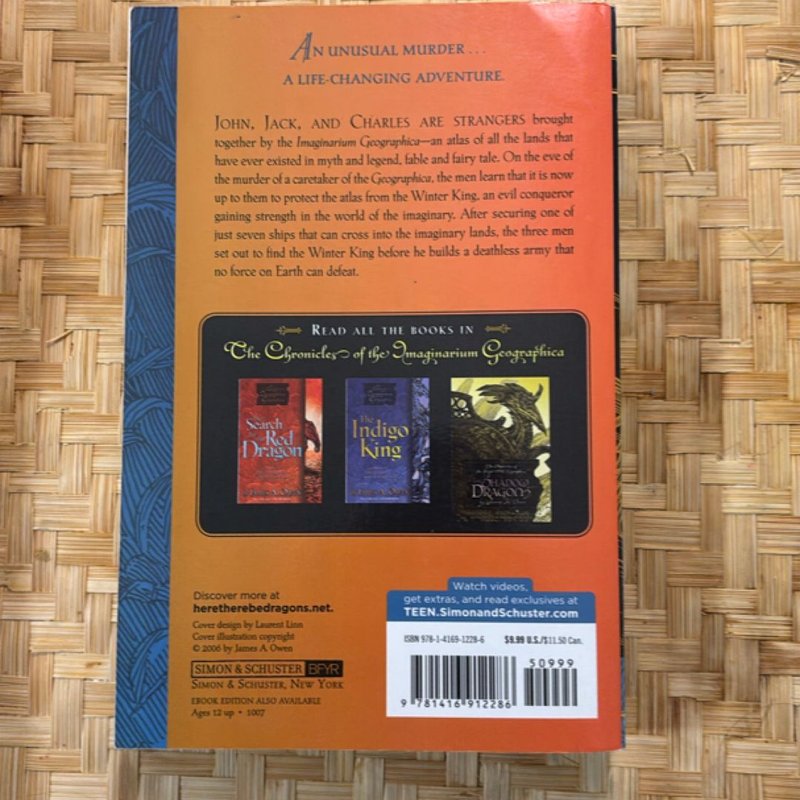 AN UNUSUAL MURDER...
A LIFE-CHANGING ADVENTURE.
JOHN, JACK, AND CHARLES ARE STRANGERS brought
together by the Imaginarium Geographica—an atlas of all the lands that
have ever existed in myth and legend, fable and fairy tale. On the eve of
the murder of a caretaker of the Geographica, the men learn that it is now
up to them to protect the atlas from the Winter King, an evil conqueror
gaining strength in the world of the imaginary. After securing one of
just seven ships that can cross into the imaginary lands, the three men
set out to find the Winter King before he builds a deathless army that
no force on Earth can defeat.
READ ALL THE BOOKS IN
The Chronicles of the Imaginarium Geographica
Search
Red
Dragon
The
Indigo
King
SHADOW
DRAGONS
Discover more at
heretherebedragons.net.
Cover design by Laurent Linn
Cover illustration copyright
© 2006 by James A. Owen
SIMON & SCHUSTER BFYR
SIMON & SCHUSTER, NEW YORK
EBOOK EDITION ALSO AVAILABLE
Ages 12 up • 1007
Watch videos,
get extras, and read exclusives at
TEEN.SimonandSchuster.com
ISBN 978-1-4169-1228-6 $9.99 U.S./$11.50 Can.
50999
9 781416 912286